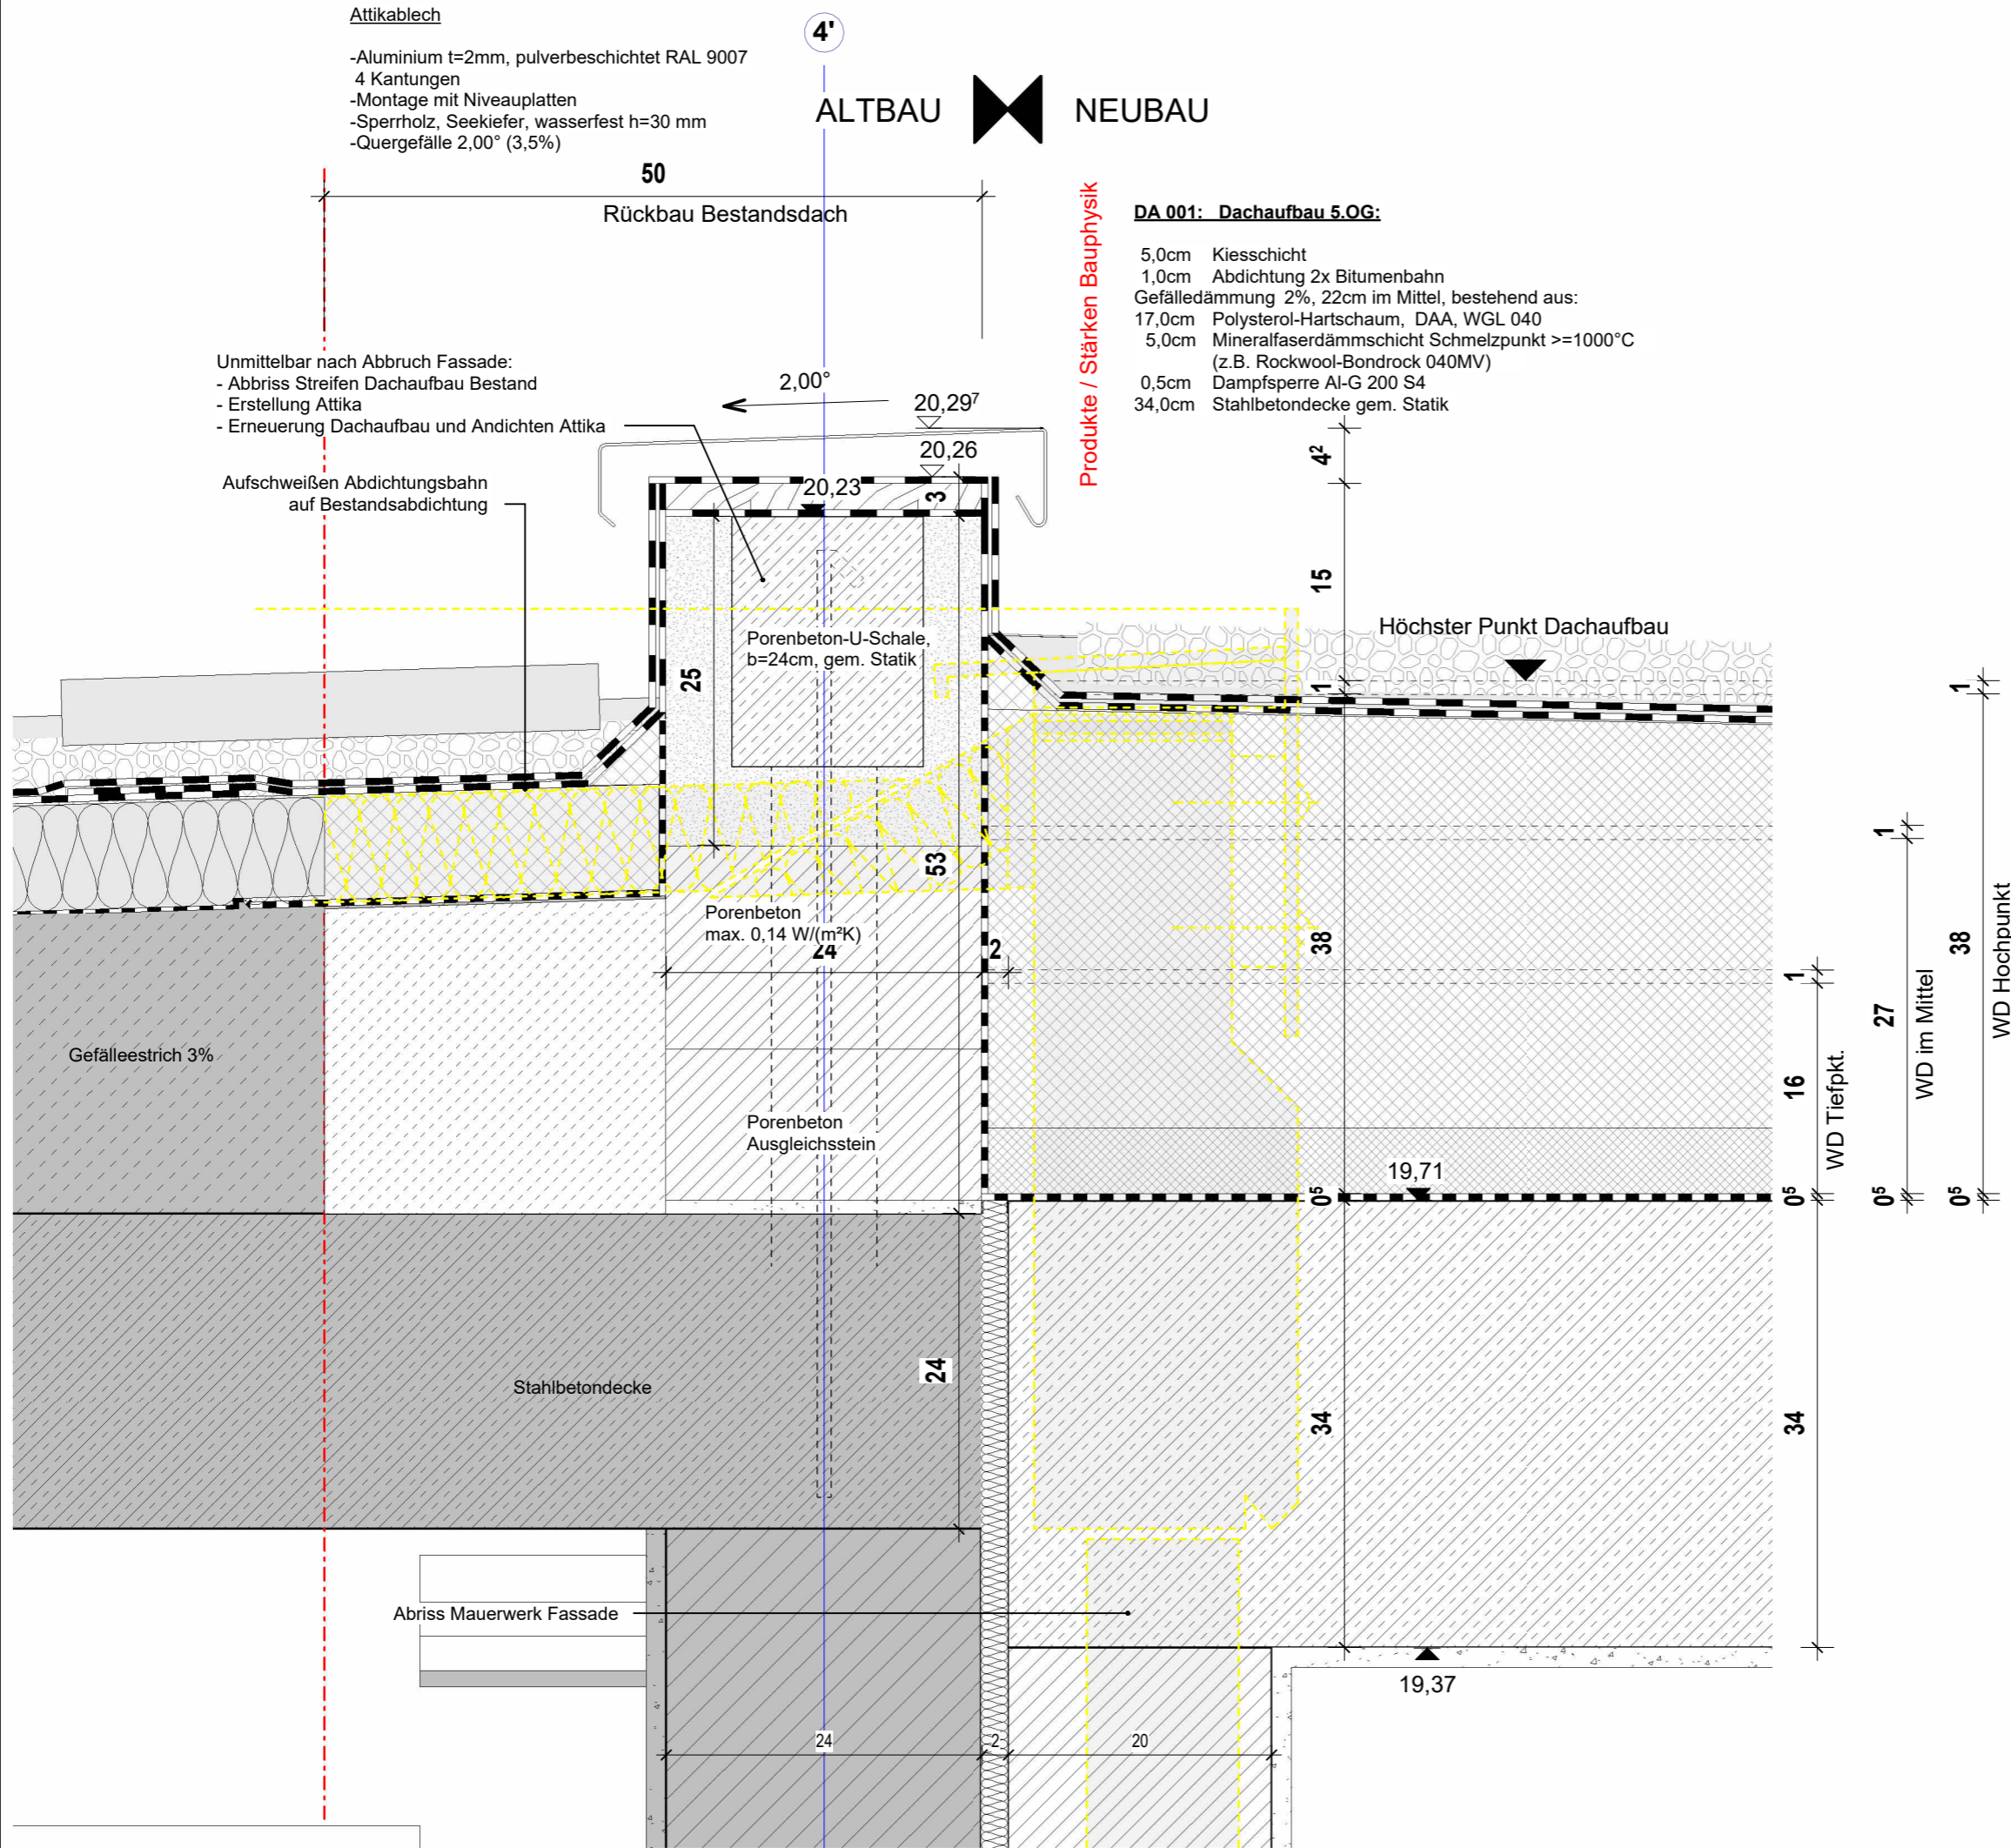 Attikablech
-Aluminium t=2mm, pulverbeschichtet RAL 9007
4 Kantungen
-Montage mit Niveauplatten
-Sperrholz, Seekiefer, wasserfest h=30 mm
-Quergefälle 2,00° (3,5%)
4'
ALTBAU
NEUBAU
50
Rückbau Bestandsdach
Produkte / Stärken Bauphysik
DA 001: Dachaufbau 5.OG:
5,0cm Kiesschicht
1,0cm Abdichtung 2x Bitumenbahn
Gefälledämmung 2%, 22cm im Mittel, bestehend aus:
17,0cm Polysterol-Hartschaum, DAA, WGL 040
5,0cm Mineralfaserdämmschicht Schmelzpunkt >=1000°C
(z.B. Rockwool-Bondrock 040MV)
0,5cm Dampfsperre Al-G 200 S4
34,0cm Stahlbetondecke gem. Statik
Unmittelbar nach Abbruch Fassade:
- Abbriss Streifen Dachaufbau Bestand
- Erstellung Attika
- Erneuerung Dachaufbau und Andichten Attika
Aufschweißen Abdichtungsbahn
auf Bestandsabdichtung
2,00°
20,29⁷
20,26
20,23
3
4²
15
Höchster Punkt Dachaufbau
Porenbeton-U-Schale,
b=24cm, gem. Statik
25
1
1
53
1
Porenbeton
max. 0,14 W/(m²K)
24
2
38
1
38
WD Hochpunkt
27
WD im Mittel
16
WD Tiefpkt.
Gefälleestrich 3%
Porenbeton
Ausgleichsstein
19,71
0⁵
0⁵
0⁵
0⁵
Stahlbetondecke
24
34
34
Abriss Mauerwerk Fassade
19,37
24
2
20